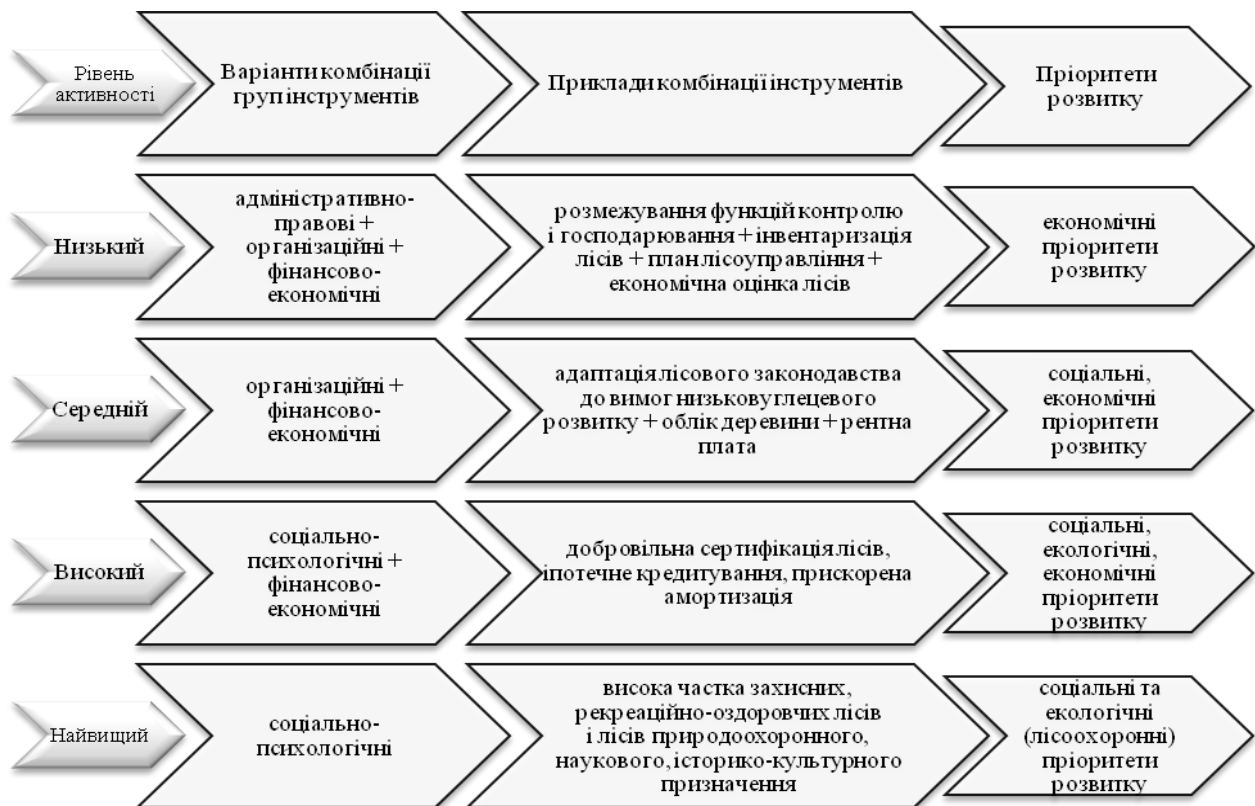 Рівень
активності
Варіанти комбінації
груп інструментів
Приклади комбінації інструментів
Пріоритети
розвитку
Низький
адміністративно-
правові +
організаційні +
фінансово-
економічні
розмежування функцій контролю
і господарювання + інвентаризація
лісів + план лісоуправління +
економічна оцінка лісів
економічні
пріоритети
розвитку
Середній
організаційні +
фінансово-
економічні
адаптація лісового законодавства
до вимог низьковуглецевого
розвитку + облік деревини + рентна
плата
соціальні,
економічні
пріоритети
розвитку
Високий
соціально-
психологічні +
фінансово-
економічні
добровільна сертифікація лісів,
іпотечне кредитування, прискорена
амортизація
соціальні,
екологічні,
економічні
пріоритети
розвитку
Найвищий
соціально-
психологічні
висока частка захисних,
рекреаційно-оздоровчих лісів
і лісів природоохоронного,
наукового, історико-культурного
призначення
соціальні та
екологічні
(лісоохоронні)
пріоритети
розвитку